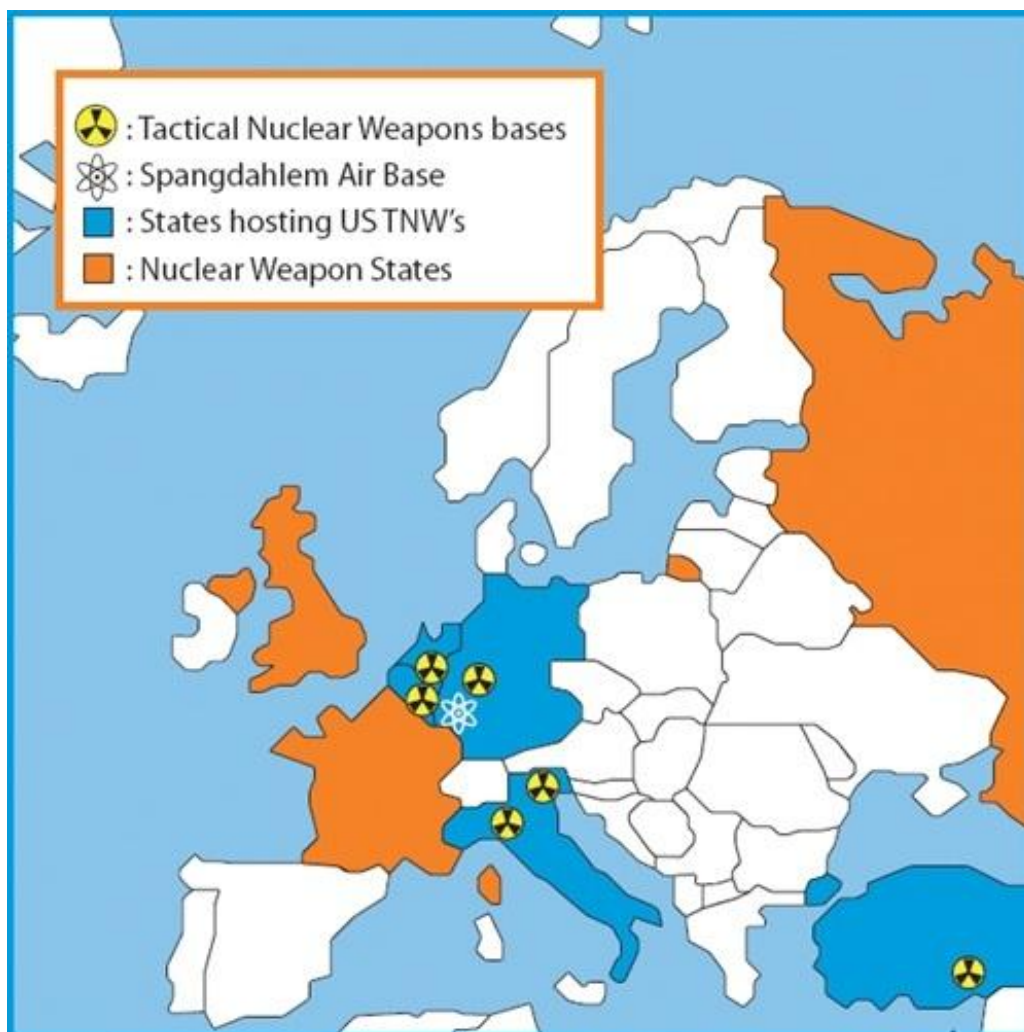 : Tactical Nuclear Weapons bases
: Spangdahlem Air Base
: States hosting US TNW's
: Nuclear Weapon States